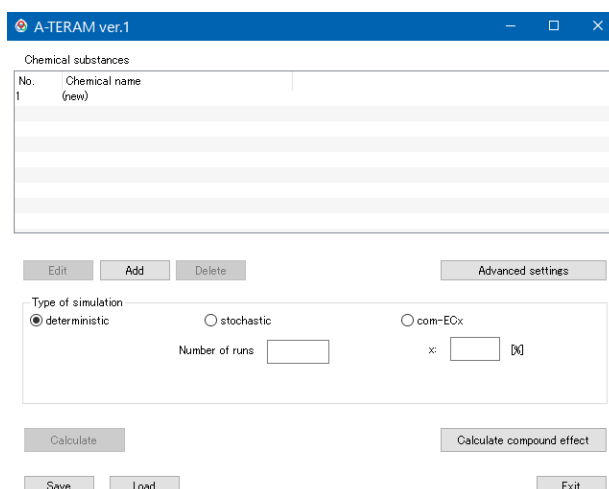 A-TERAM ver.1
Chemical substances
No. Chemical name
1 (new)
Edit Add Delete Advanced settings
Type of simulation
deterministic stochastic com-ECx
Number of runs x: [%]
Calculate Calculate compound effect
Save Load Exit